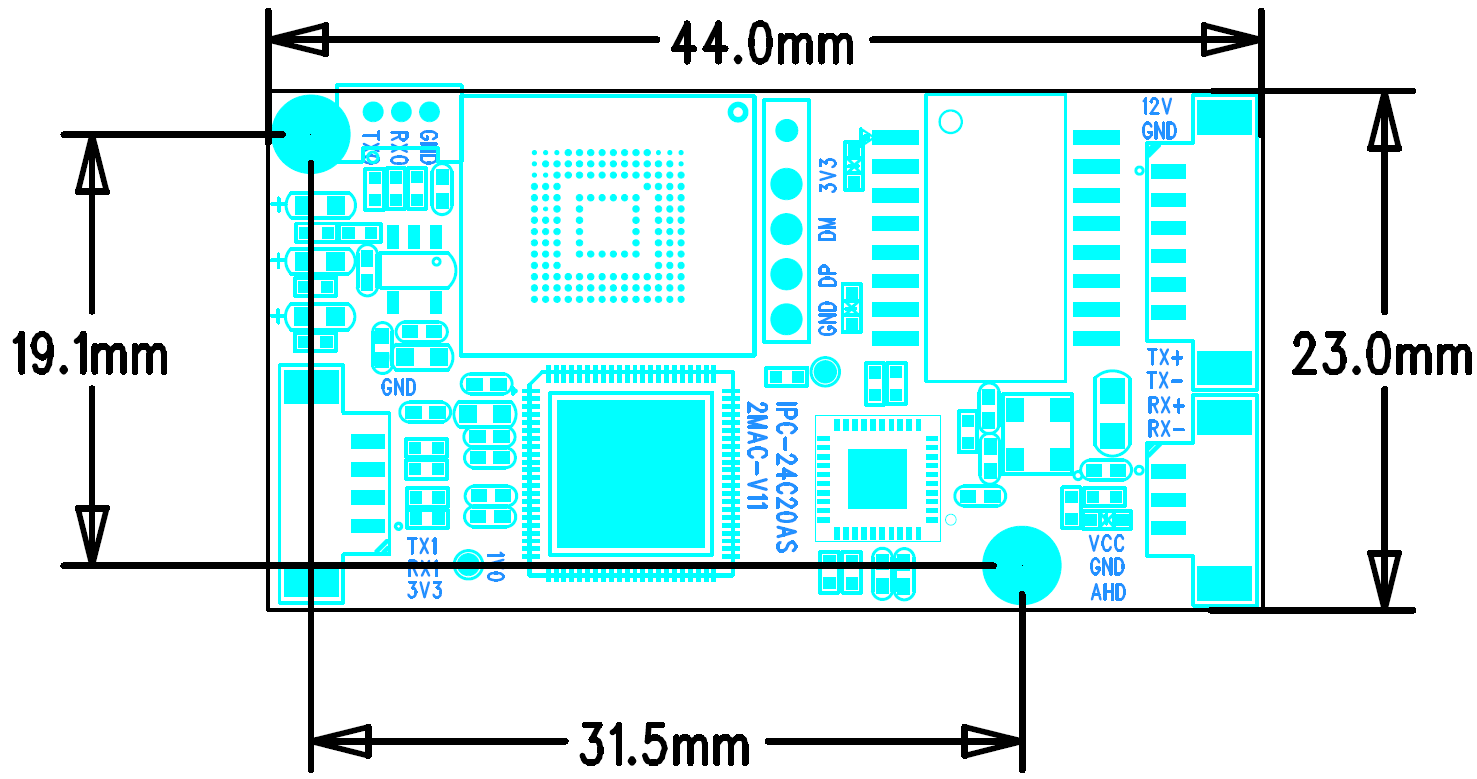 44.0mm
12V
GND
TX0
RX0
GND
3V3
DM
DP
GND
19.1mm
23.0mm
TX+
TX-
RX+
RX-
GND
IPC-24C20AS
2MAC-V11
TX1
RX1
3V3
1V0
VCC
GND
AHD
31.5mm